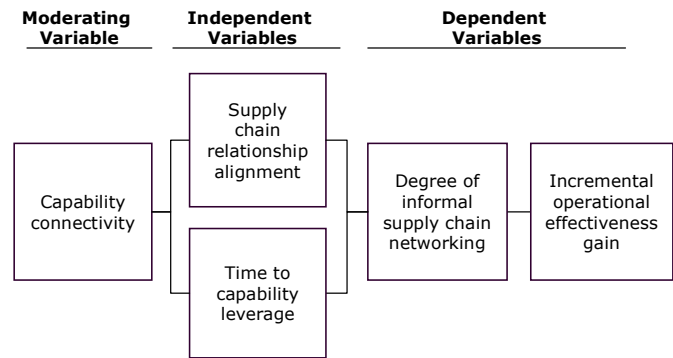 Moderating
Variable
Independent
Variables
Dependent
Variables
Capability
connectivity
Supply
chain
relationship
alignment
Time to
capability
leverage
Degree of
informal
supply chain
networking
Incremental
operational
effectiveness
gain